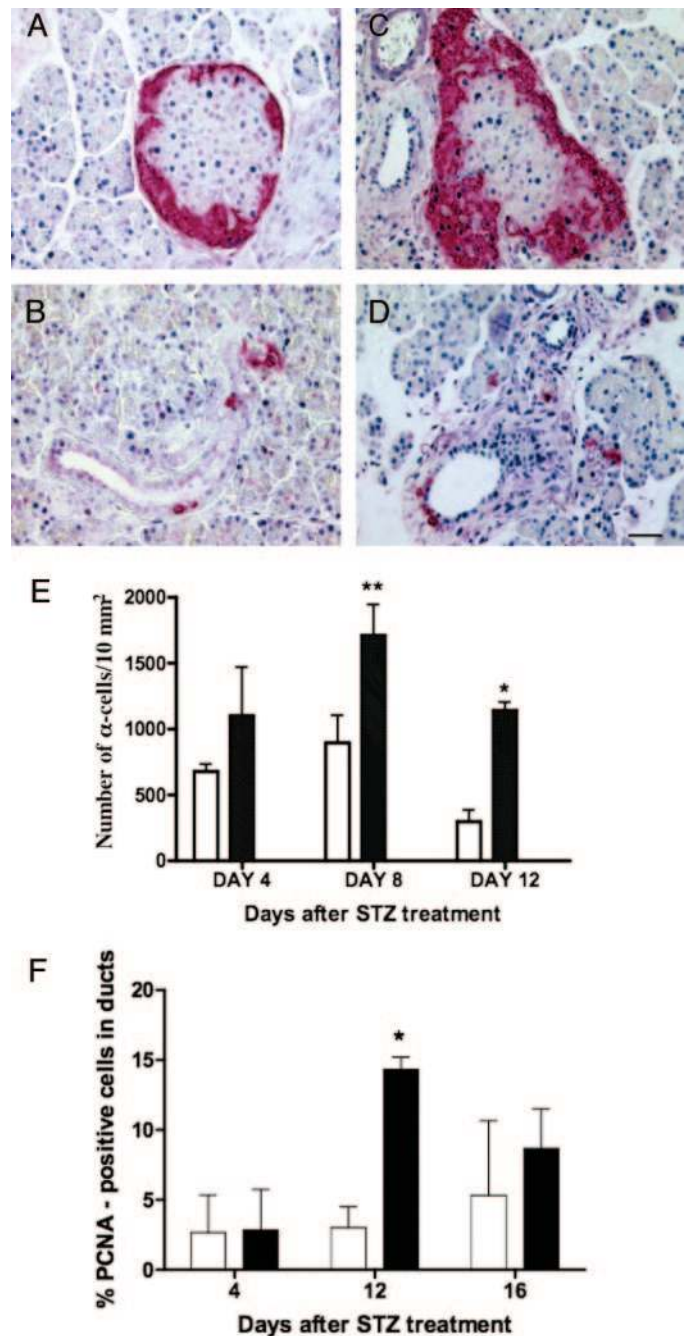 A
C
B
D
E
Number of α-cells/10 mm²
2000
1500
1000
500
0
**
*
DAY 4
DAY 8
DAY 12
Days after STZ treatment
F
% PCNA - positive cells in ducts
20
15
10
5
0
*
4
12
16
Days after STZ treatment